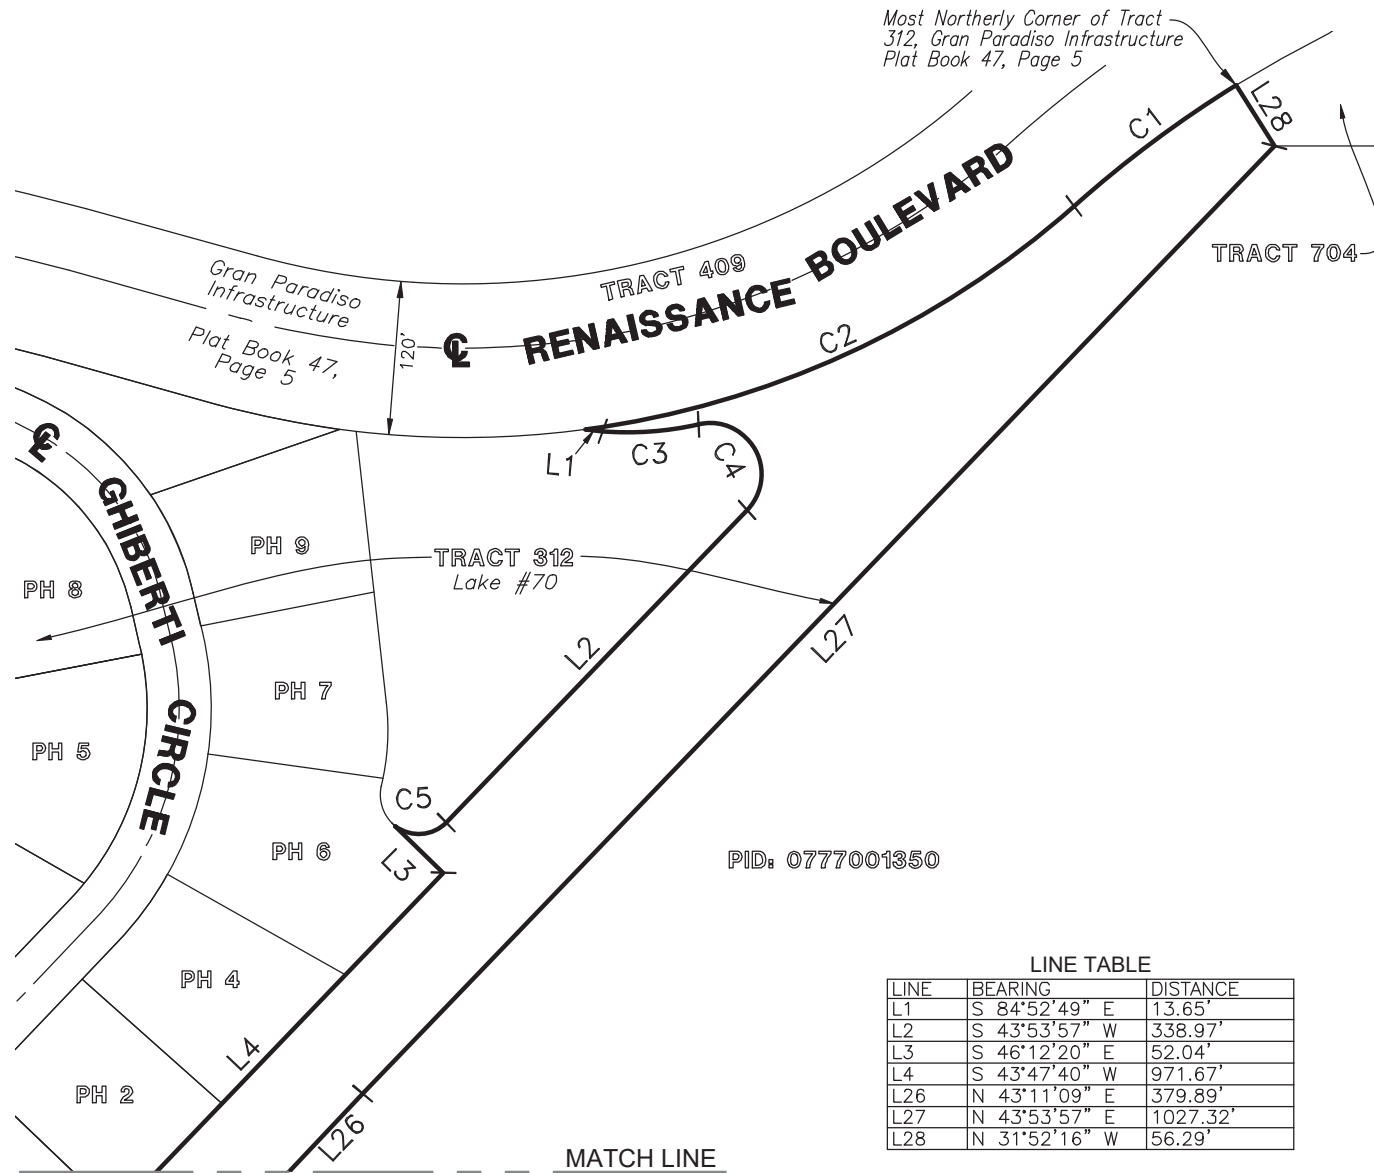 Most Northerly Corner of Tract
312, Gran Paradiso Infrastructure
Plat Book 47, Page 5
L28
C1
TRACT 704
Gran Paradiso
Infrastructure
Plat Book 47,
Page 5
120'
℄
RENAISSANCE BOULEVARD
TRACT 409
C2
L1
C3
C4
℄
GHIBERTI CIRCLE
PH 9
PH 8
TRACT 312
Lake #70
L2
L27
PH 7
PH 5
C5
L3
PH 6
PID: 0777001350
PH 4
L4
PH 2
L26
MATCH LINE
LINE TABLE
LINE BEARING DISTANCE
L1 S 84°52'49" E 13.65'
L2 S 43°53'57" W 338.97'
L3 S 46°12'20" E 52.04'
L4 S 43°47'40" W 971.67'
L26 N 43°11'09" E 379.89'
L27 N 43°53'57" E 1027.32'
L28 N 31°52'16" W 56.29'